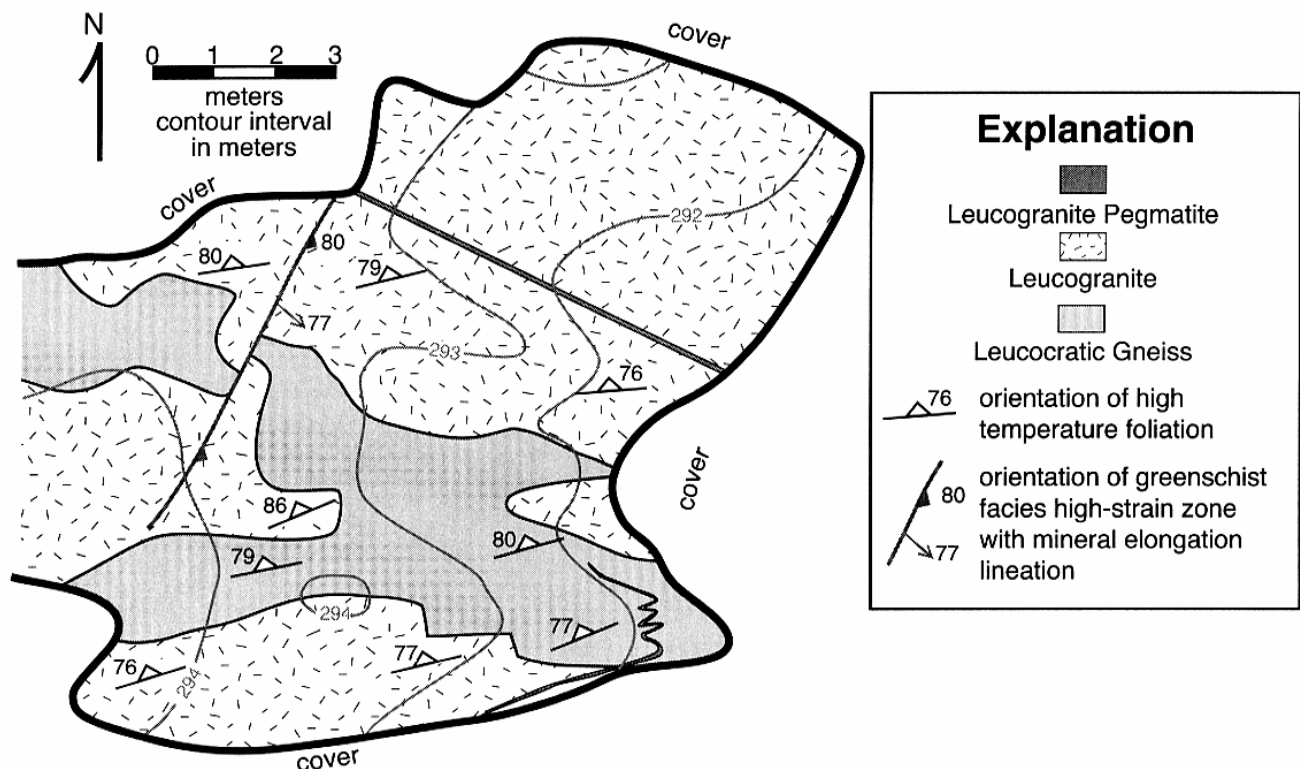 N
0 1 2 3
meters
contour interval
in meters
cover
cover
cover
cover
80
80
79
77
292
293
76
86
80
79
294
77
77
76
294
Explanation
Leucogranite Pegmatite
Leucogranite
Leucocratic Gneiss
76
orientation of high
temperature foliation
80
77
orientation of greenschist
facies high-strain zone
with mineral elongation
lineation